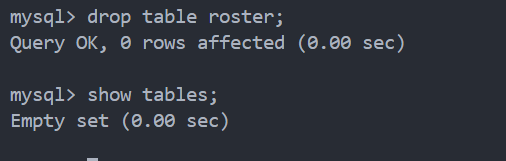 mysql> drop table roster;
Query OK, 0 rows affected (0.00 sec)
mysql> show tables;
Empty set (0.00 sec)